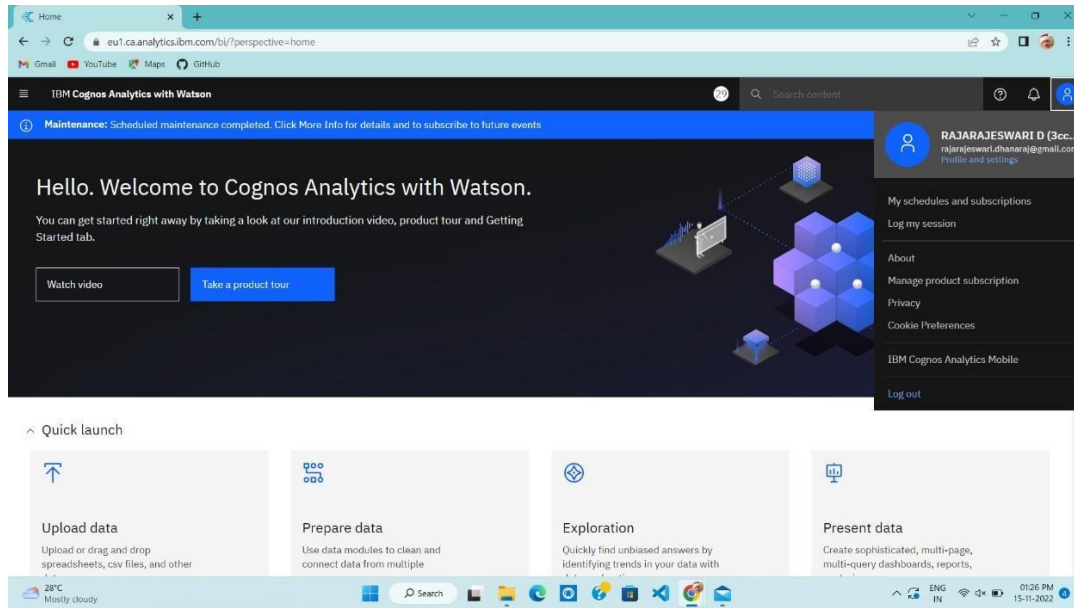 Home
eu1.ca.analytics.ibm.com/bi/?perspective=home
Gmail YouTube Maps GitHub
IBM Cognos Analytics with Watson
29
Search content
Maintenance: Scheduled maintenance completed. Click More Info for details and to subscribe to future events
RAJARAJESWARI D (3cc..
rajarajeswari.dhanaraj@gmail.com
Profile and settings
My schedules and subscriptions
Log my session
About
Manage product subscription
Privacy
Cookie Preferences
IBM Cognos Analytics Mobile
Log out
Hello. Welcome to Cognos Analytics with Watson.
You can get started right away by taking a look at our introduction video, product tour and Getting
Started tab.
Watch video
Take a product tour
Quick launch
Upload data
Upload or drag and drop
spreadsheets, csv files, and other
Prepare data
Use data modules to clean and
connect data from multiple
Exploration
Quickly find unbiased answers by
identifying trends in your data with
Present data
Create sophisticated, multi-page,
multi-query dashboards, reports,
28°C
Mostly cloudy
Search
ENG
IN
01:26 PM
15-11-2022
4